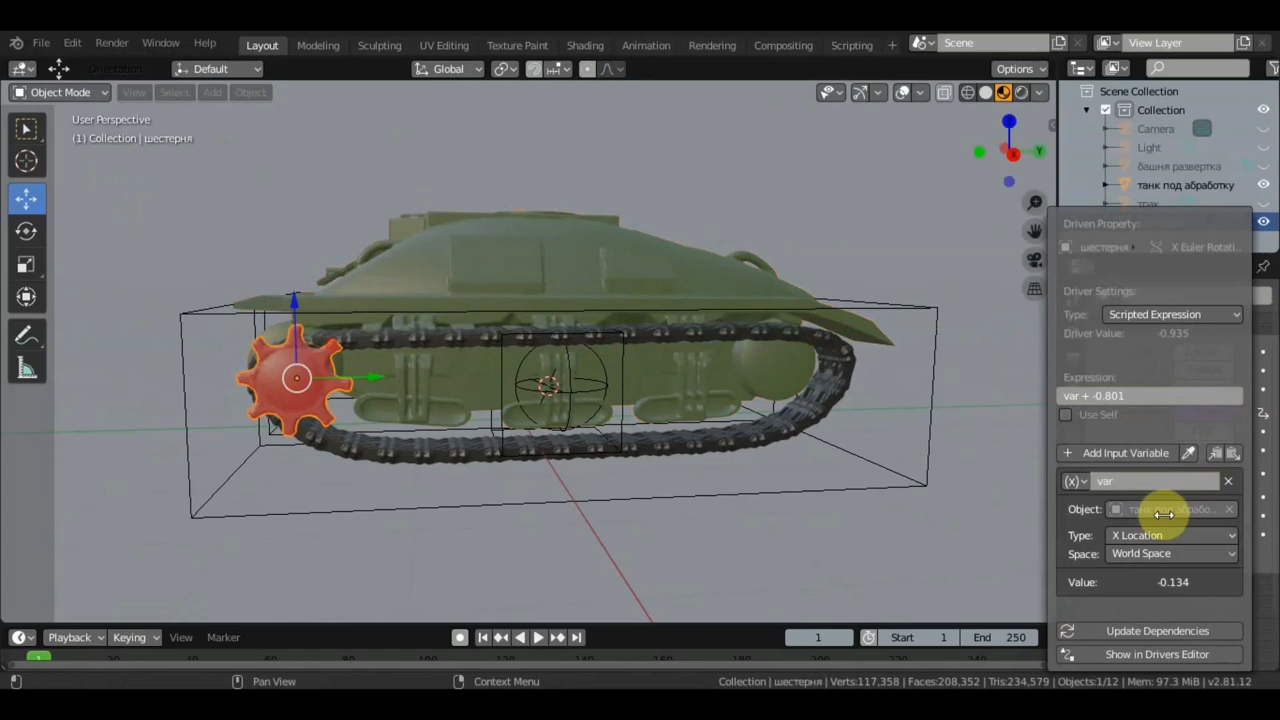 File Edit Render Window Help Layout Modeling Sculpting UV Editing Texture Paint Shading Animation Rendering Compositing Scripting + Scene View Layer
Orientation Default Global Options
Object Mode View Select Add Object
User Perspective
(1) Collection | шестерня
Y
Scene Collection
Collection
Camera
Light
башня развертка
танк под абработку
трак
Driven Property:
шестерня X Euler Rotati..
Driver Settings:
Type: Scripted Expression
Driver Value: -0.935
Expression:
var + -0.801
Use Self
+ Add Input Variable
(x) var
Object: танк под абрабо..
Type: X Location
Space: World Space
Value: -0.134
Update Dependencies
Show in Drivers Editor
Playback Keying View Marker 1 Start 1 End 250
1
Pan View Context Menu Collection | шестерня | Verts:117,358 | Faces:208,352 | Tris:234,579 | Objects:1/12 | Mem: 97.3 MiB | v2.81.12